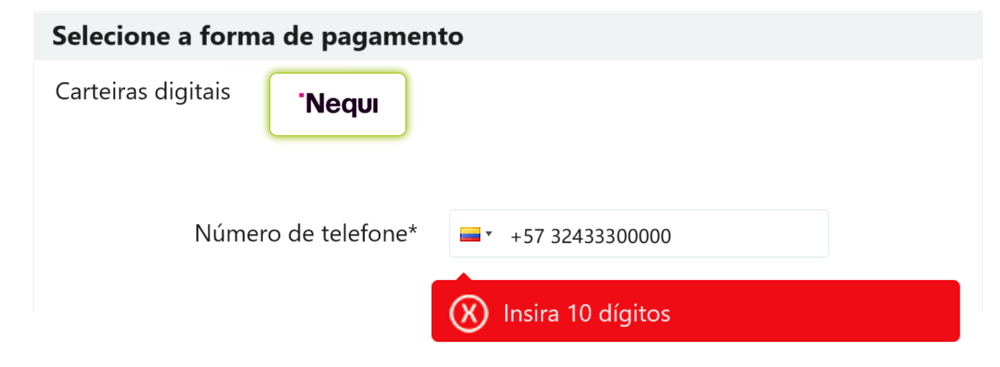 Selecione a forma de pagamento
Carteiras digitais
Nequi
Número de telefone*
+57 32433300000
Insira 10 dígitos